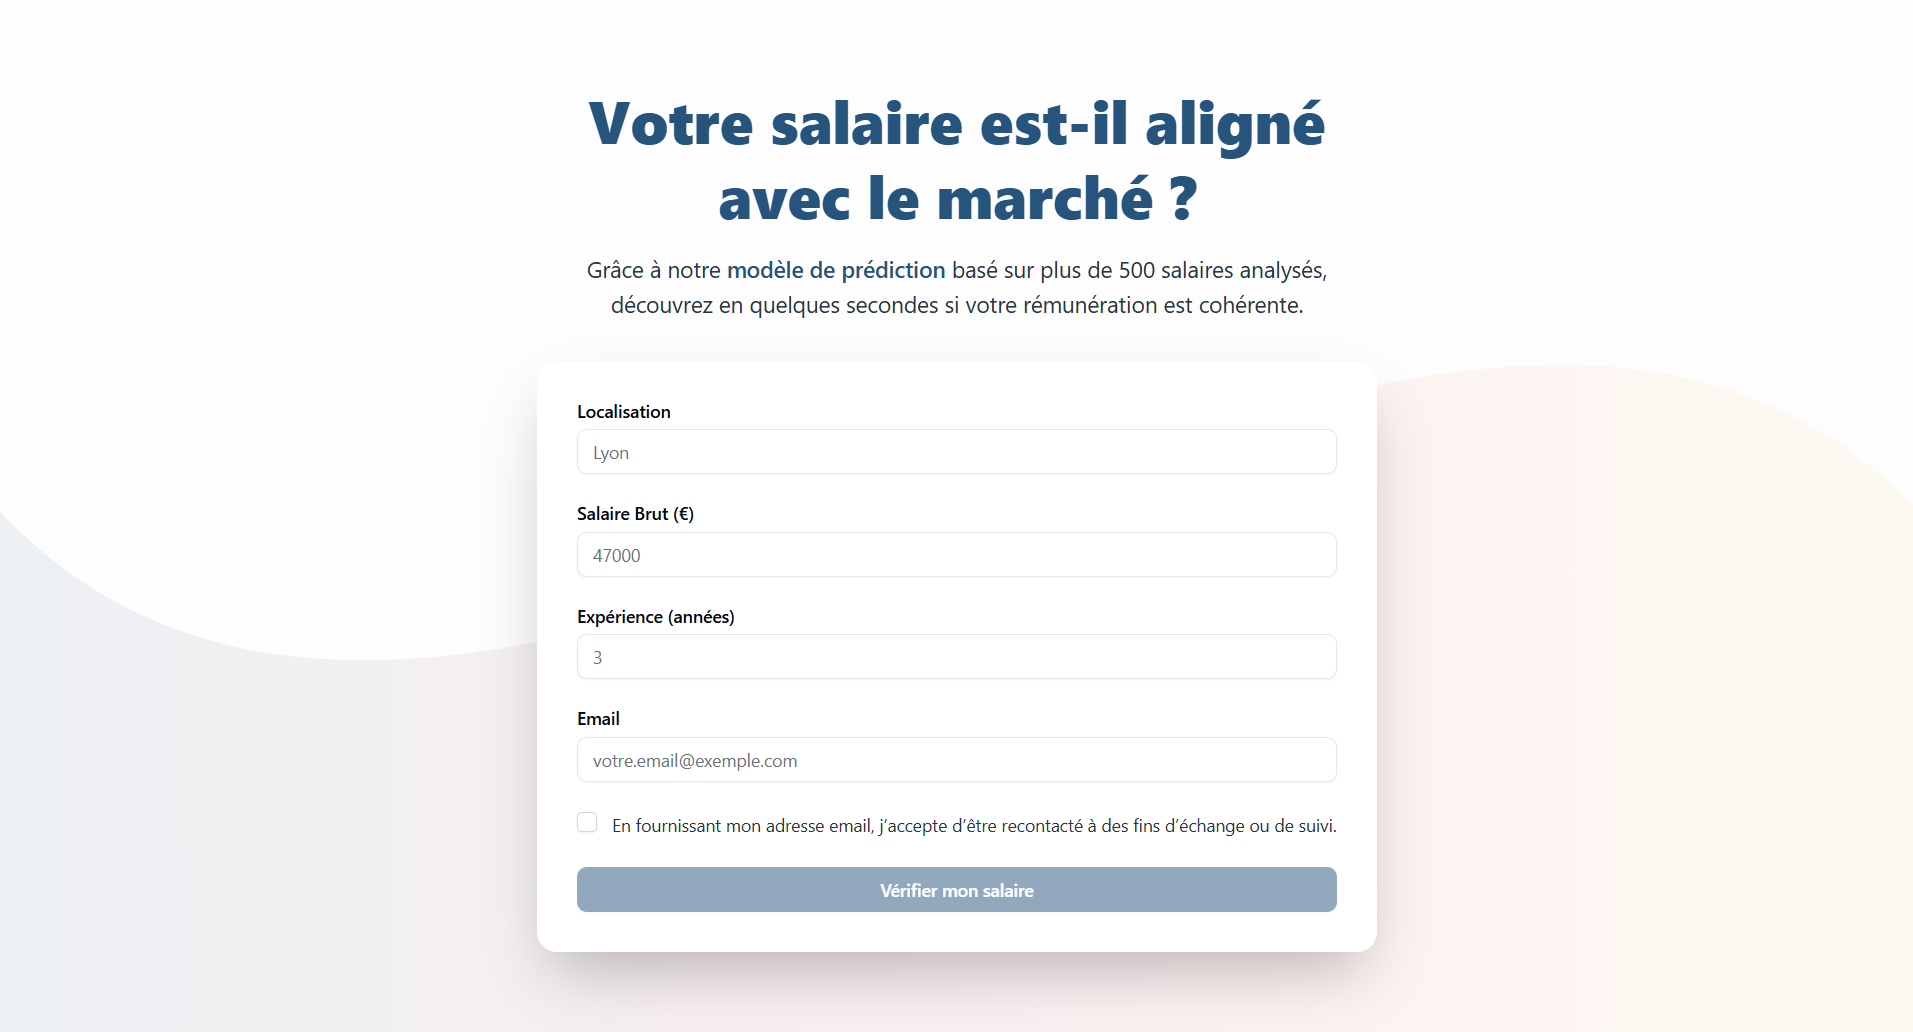 Votre salaire est-il aligné
avec le marché ?
Grâce à notre modèle de prédiction basé sur plus de 500 salaires analysés,
découvrez en quelques secondes si votre rémunération est cohérente.
Localisation
Lyon
Salaire Brut (€)
47000
Expérience (années)
3
Email
votre.email@exemple.com
En fournissant mon adresse email, j’accepte d’être recontacté à des fins d’échange ou de suivi.
Vérifier mon salaire